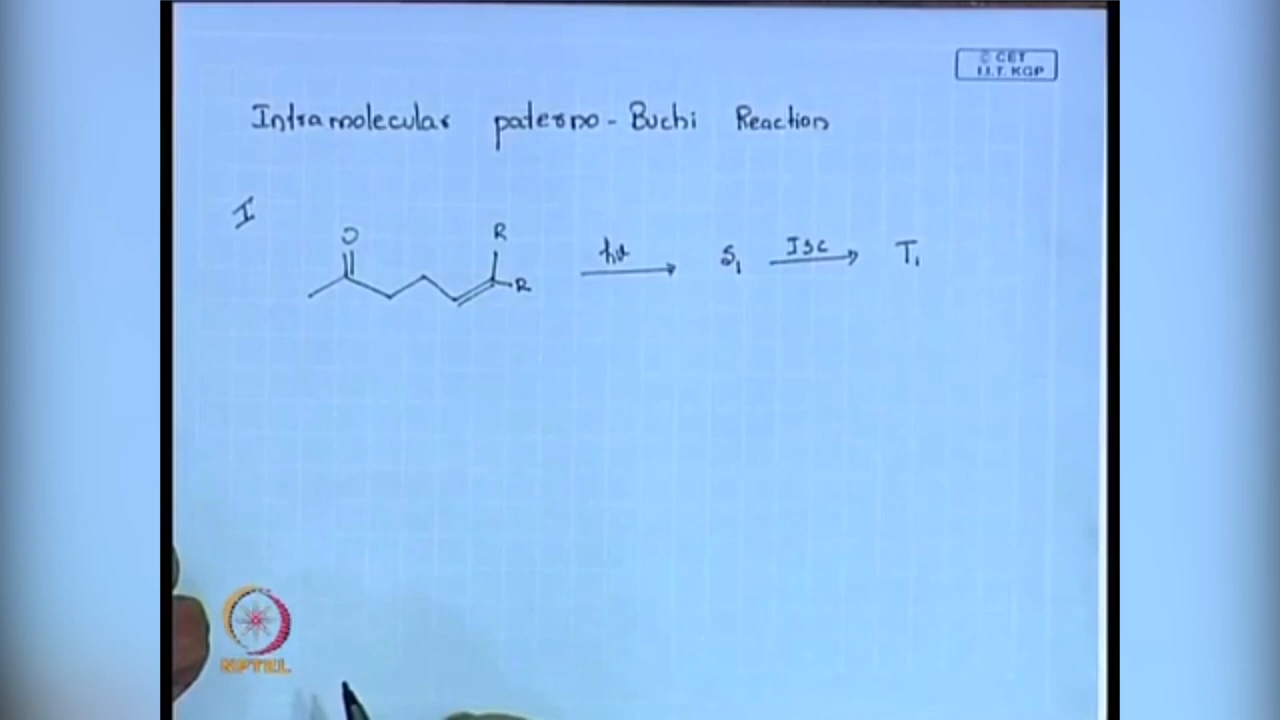 © CET
I.I.T. KGP
Intramolecular paterno - Buchi Reaction
I
O
R
R
hν
S₁
ISC
T₁
NPTEL